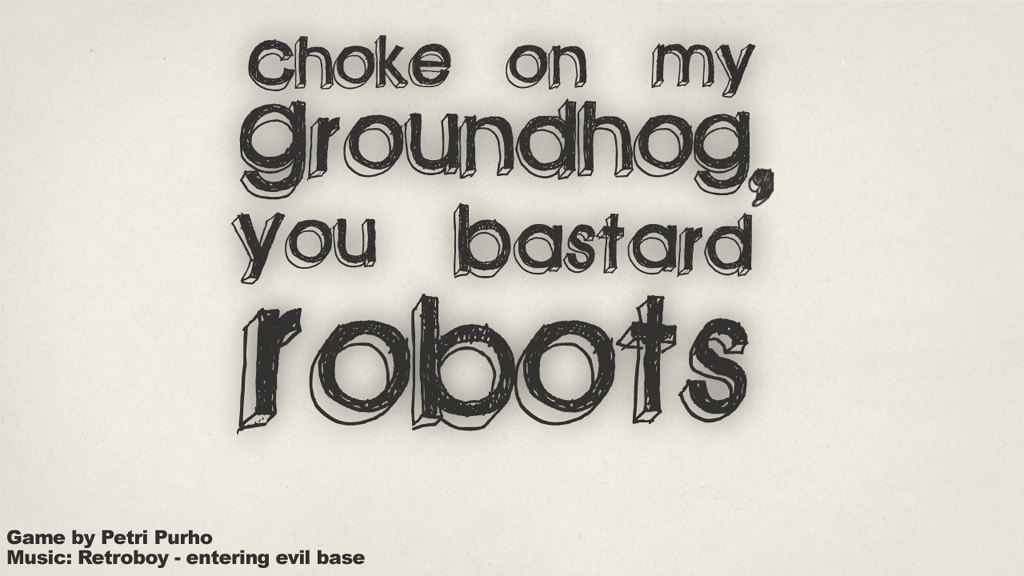 choke on my
groundhog,
you bastard
robots
Game by Petri Purho
Music: Retroboy - entering evil base